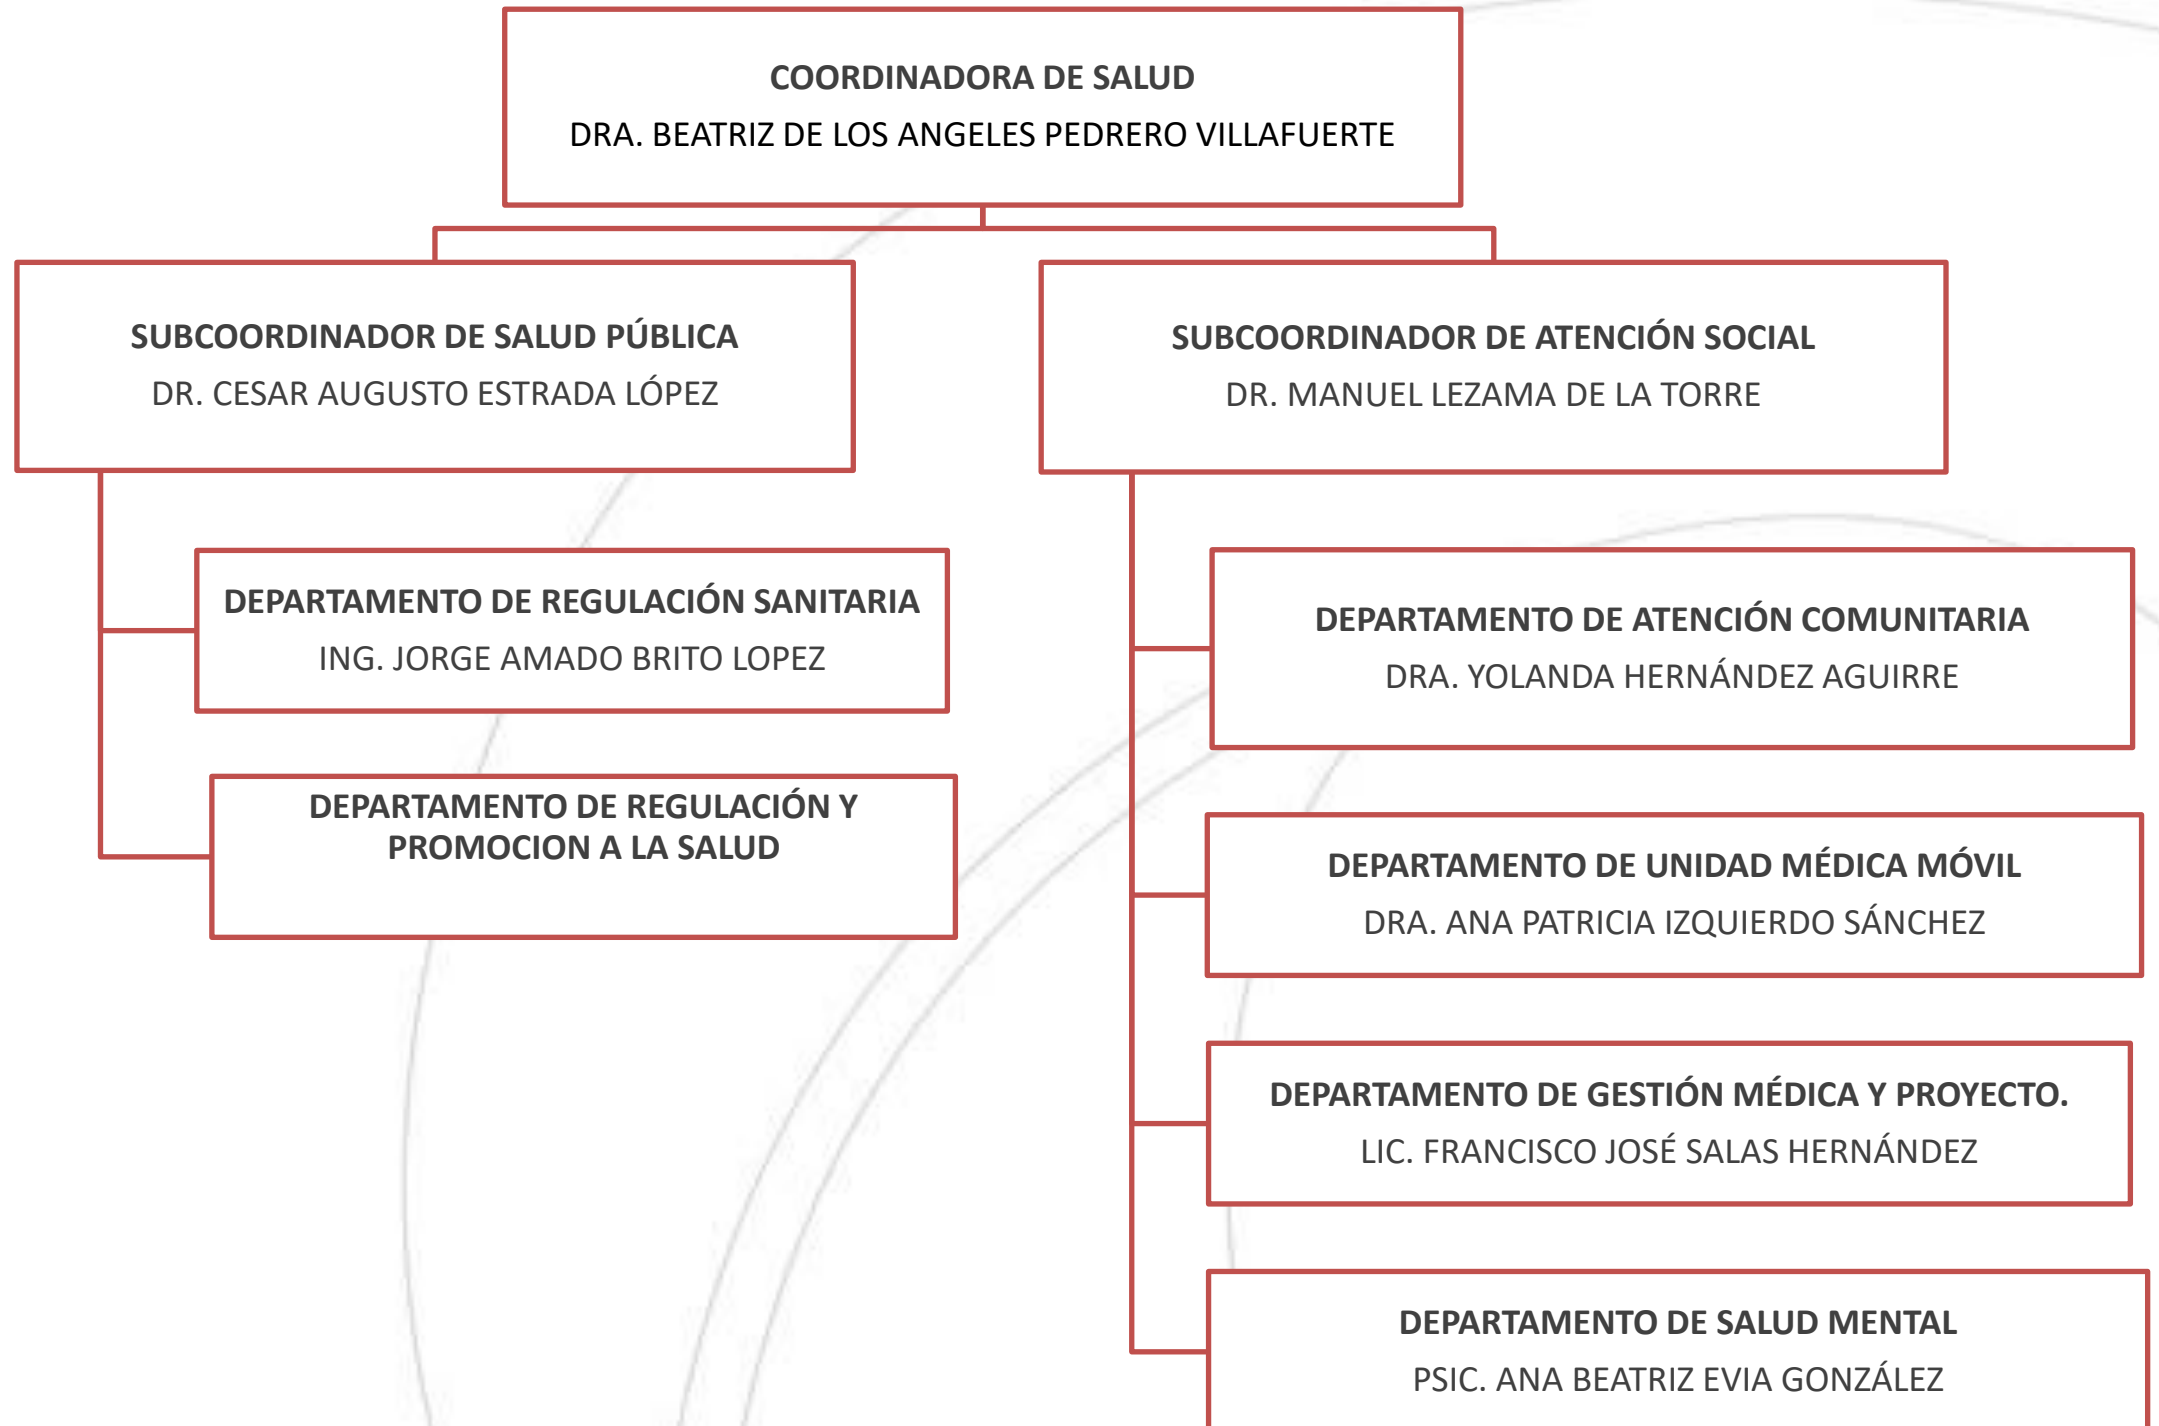 COORDINADORA DE SALUD
DRA. BEATRIZ DE LOS ANGELES PEDRERO VILLAFUERTE
SUBCOORDINADOR DE SALUD PÚBLICA
DR. CESAR AUGUSTO ESTRADA LÓPEZ
DEPARTAMENTO DE REGULACIÓN SANITARIA
ING. JORGE AMADO BRITO LOPEZ
DEPARTAMENTO DE REGULACIÓN Y
PROMOCION A LA SALUD
SUBCOORDINADOR DE ATENCIÓN SOCIAL
DR. MANUEL LEZAMA DE LA TORRE
DEPARTAMENTO DE ATENCIÓN COMUNITARIA
DRA. YOLANDA HERNÁNDEZ AGUIRRE
DEPARTAMENTO DE UNIDAD MÉDICA MÓVIL
DRA. ANA PATRICIA IZQUIERDO SÁNCHEZ
DEPARTAMENTO DE GESTIÓN MÉDICA Y PROYECTO.
LIC. FRANCISCO JOSÉ SALAS HERNÁNDEZ
DEPARTAMENTO DE SALUD MENTAL
PSIC. ANA BEATRIZ EVIA GONZÁLEZ